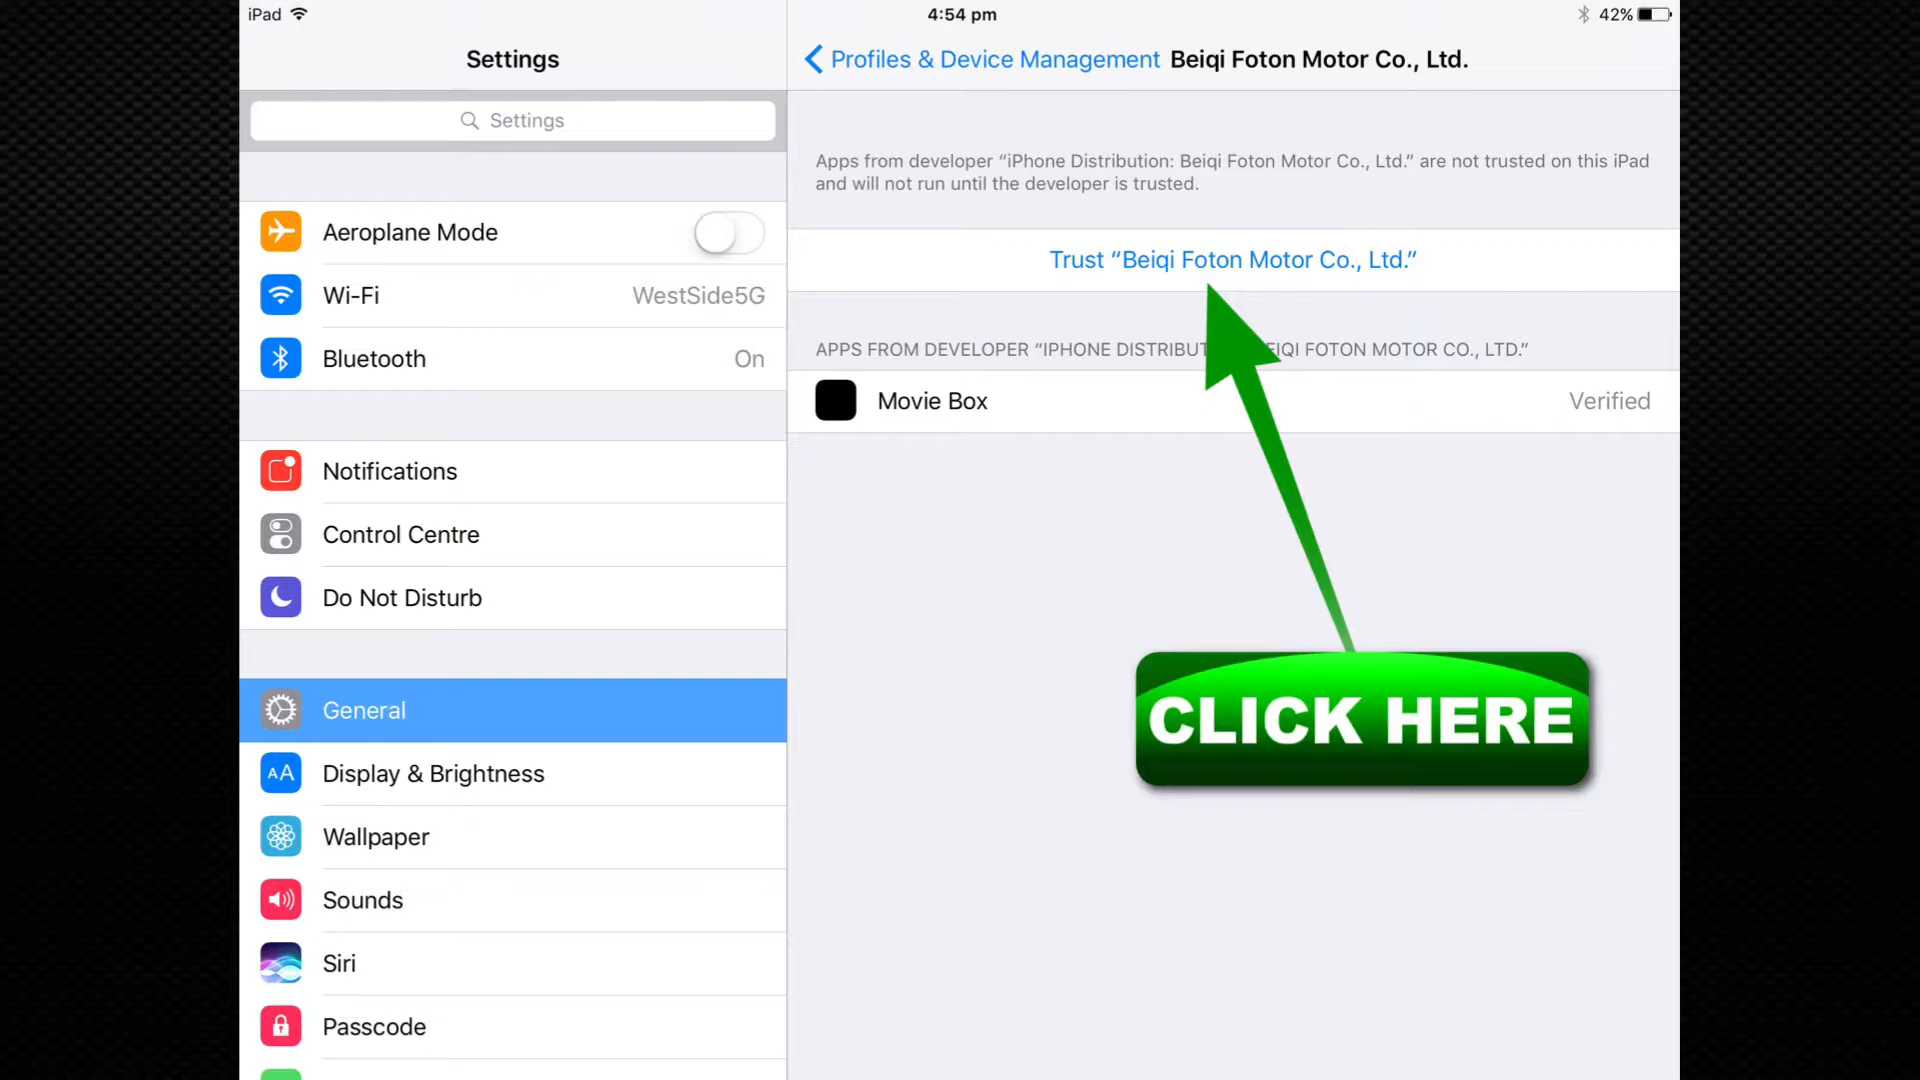 iPad
4:54 pm
42%
Settings
Profiles & Device Management
Beiqi Foton Motor Co., Ltd.
Settings
Apps from developer “iPhone Distribution: Beiqi Foton Motor Co., Ltd.” are not trusted on this iPad
and will not run until the developer is trusted.
Aeroplane Mode
Trust “Beiqi Foton Motor Co., Ltd.”
Wi-Fi
WestSide5G
Bluetooth
On
APPS FROM DEVELOPER “IPHONE DISTRIBUT EIQI FOTON MOTOR CO., LTD.”
Movie Box
Verified
Notifications
Control Centre
Do Not Disturb
General
CLICK HERE
AA
Display & Brightness
Wallpaper
Sounds
Siri
Passcode